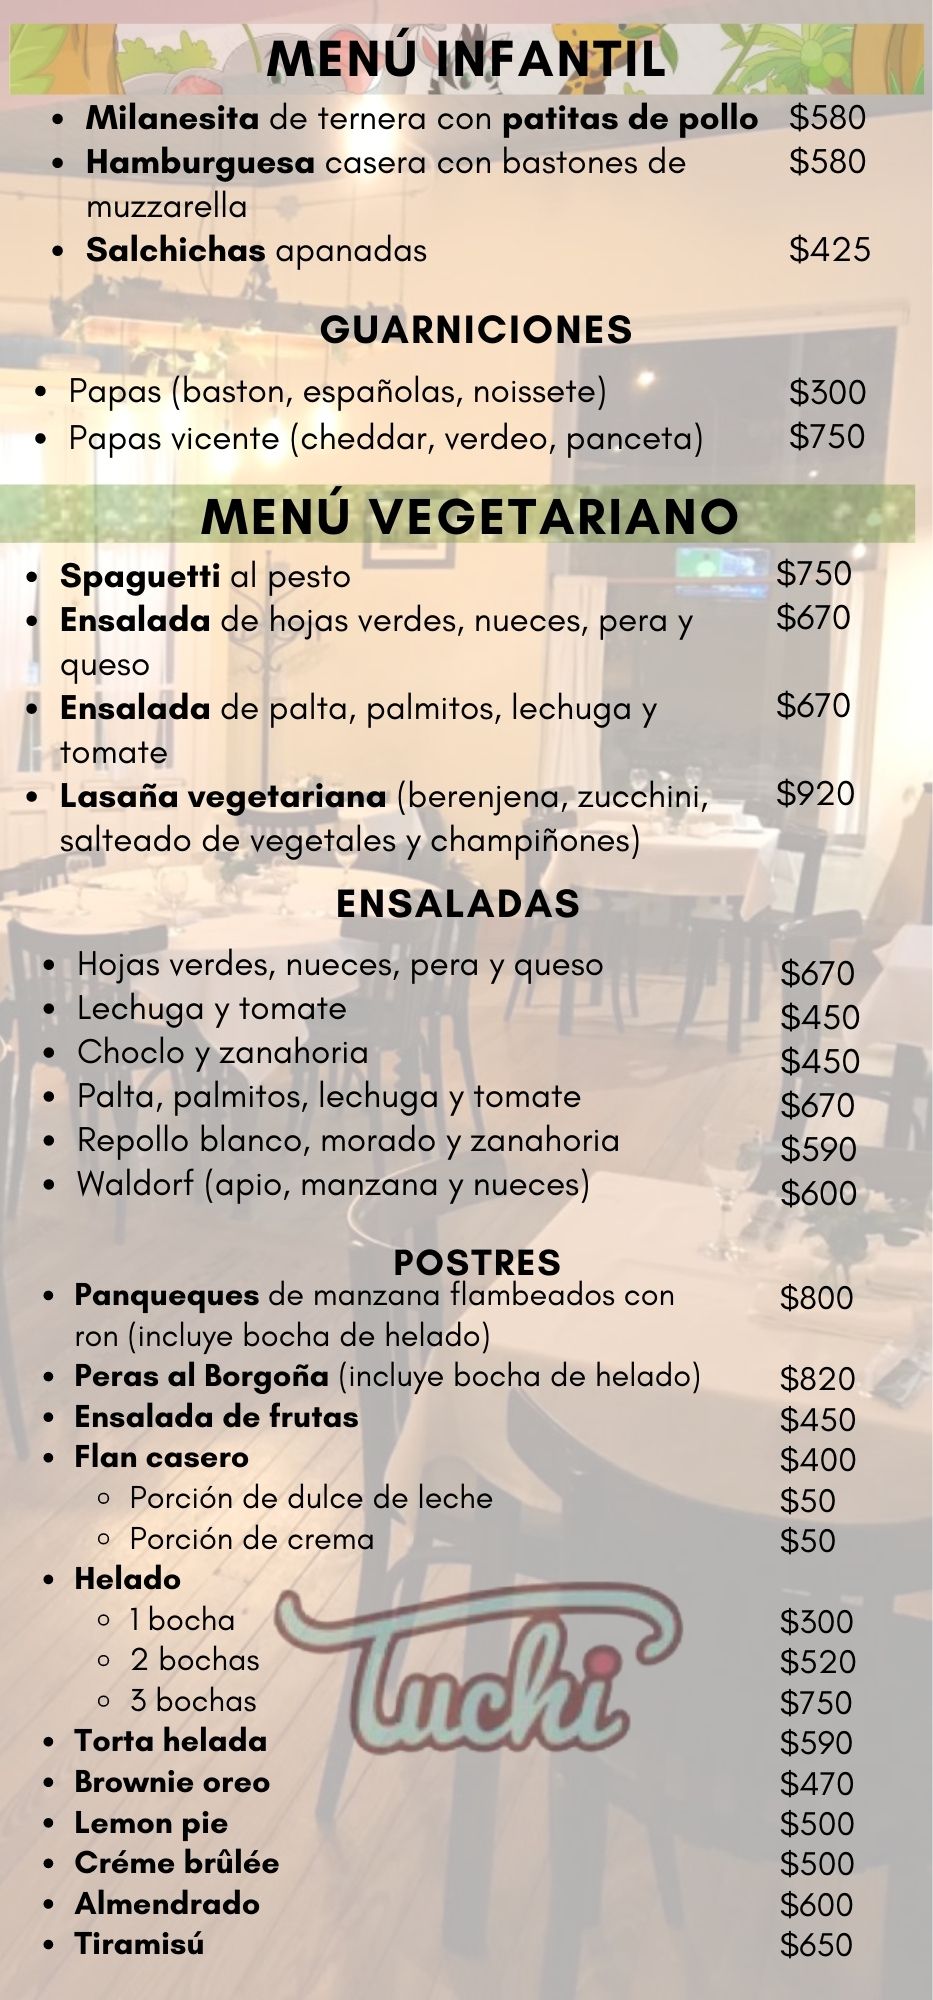 MENÚ INFANTIL
• Milanesita de ternera con patitas de pollo $580
• Hamburguesa casera con bastones de $580
muzzarella
• Salchichas apanadas $425
GUARNICIONES
• Papas (baston, españolas, noissete) $300
• Papas vicente (cheddar, verdeo, panceta) $750
MENÚ VEGETARIANO
• Spaguetti al pesto $750
• Ensalada de hojas verdes, nueces, pera y $670
queso
• Ensalada de palta, palmitos, lechuga y $670
tomate
• Lasaña vegetariana (berenjena, zucchini, $920
salteado de vegetales y champiñones)
ENSALADAS
• Hojas verdes, nueces, pera y queso $670
• Lechuga y tomate $450
• Choclo y zanahoria $450
• Palta, palmitos, lechuga y tomate $670
• Repollo blanco, morado y zanahoria $590
• Waldorf (apio, manzana y nueces) $600
POSTRES
• Panqueques de manzana flambeados con $800
ron (incluye bocha de helado)
• Peras al Borgoña (incluye bocha de helado) $820
• Ensalada de frutas $450
• Flan casero $400
◦ Porción de dulce de leche $50
◦ Porción de crema $50
• Helado
◦ 1 bocha $300
◦ 2 bochas $520
◦ 3 bochas $750
Tuchi
• Torta helada $590
• Brownie oreo $470
• Lemon pie $500
• Créme brûlée $500
• Almendrado $600
• Tiramisú $650